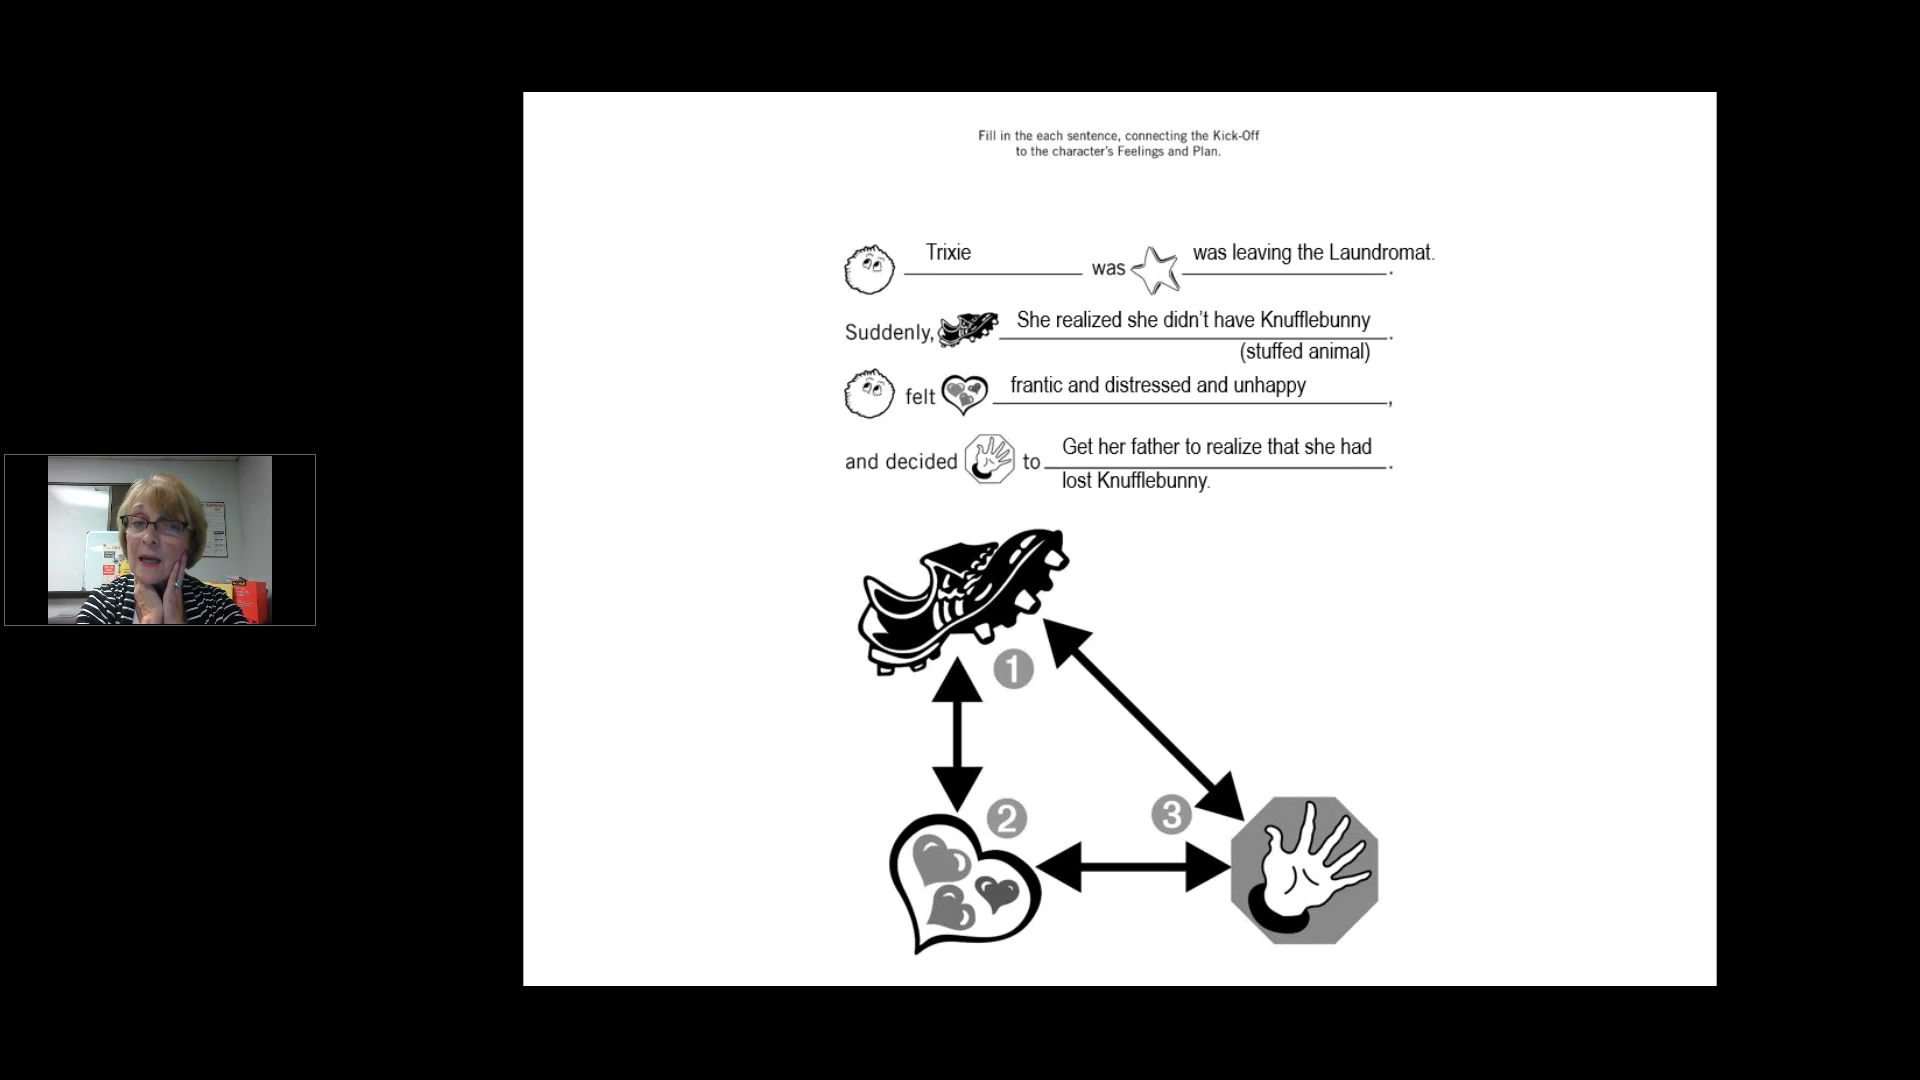 Fill in the each sentence, connecting the Kick-Off
to the character's Feelings and Plan.
Trixie was was leaving the Laundromat. .
Suddenly, She realized she didn't have Knufflebunny .
(stuffed animal)
felt frantic and distressed and unhappy ,
and decided to Get her father to realize that she had .
lost Knufflebunny.
1
2
3